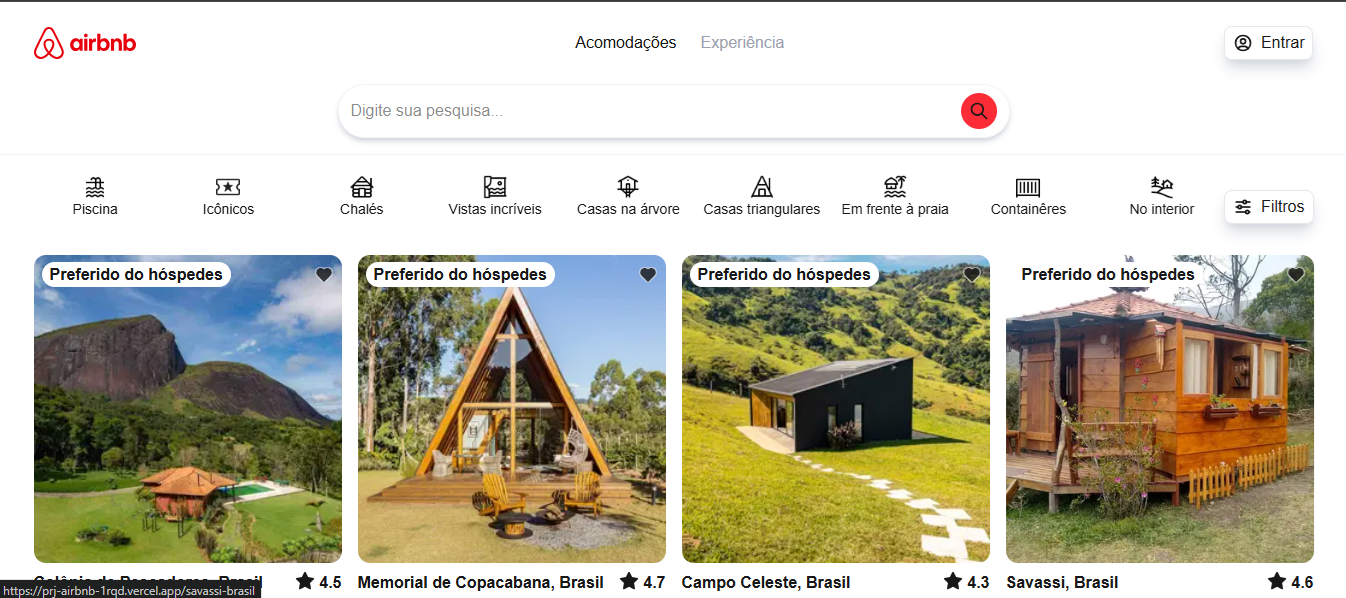 airbnb
Acomodações Experiência
Entrar
Digite sua pesquisa...
Piscina Icônicos Chalés Vistas incríveis Casas na árvore Casas triangulares Em frente à praia Containêres No interior Filtros
Preferido do hóspedes Preferido do hóspedes Preferido do hóspedes Preferido do hóspedes
Brasil 4.5 Memorial de Copacabana, Brasil 4.7 Campo Celeste, Brasil 4.3 Savassi, Brasil 4.6
https://prj-airbnb-1rqd.vercel.app/savassi-brasil